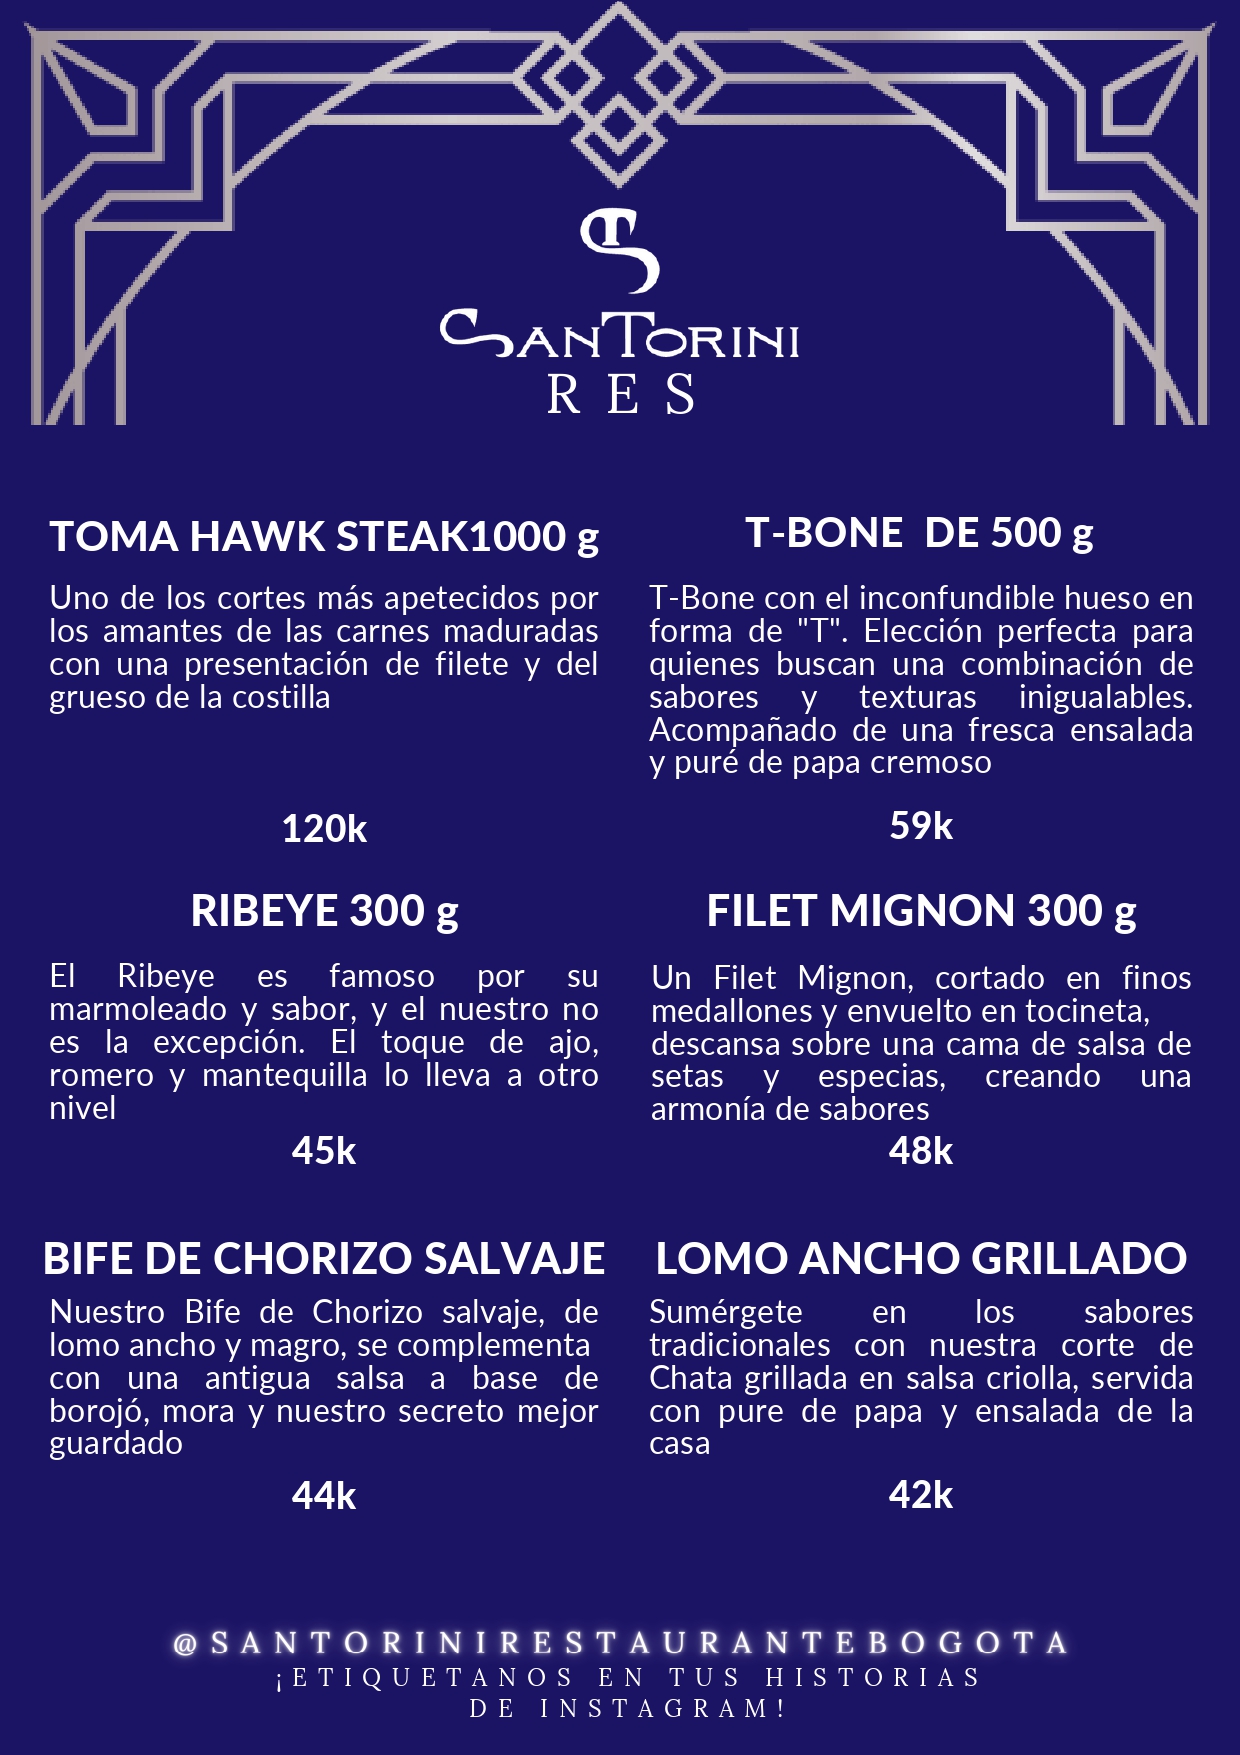 SANTORINI
RES
TOMA HAWK STEAK1000 g
Uno de los cortes más apetecidos por
los amantes de las carnes maduradas
con una presentación de filete y del
grueso de la costilla
120k
T-BONE DE 500 g
T-Bone con el inconfundible hueso en
forma de "T". Elección perfecta para
quienes buscan una combinación de
sabores y texturas inigualables.
Acompañado de una fresca ensalada
y puré de papa cremoso
59k
RIBEYE 300 g
El Ribeye es famoso por su
marmoleado y sabor, y el nuestro no
es la excepción. El toque de ajo,
romero y mantequilla lo lleva a otro
nivel
45k
FILET MIGNON 300 g
Un Filet Mignon, cortado en finos
medallones y envuelto en tocineta,
descansa sobre una cama de salsa de
setas y especias, creando una
armonía de sabores
48k
BIFE DE CHORIZO SALVAJE
Nuestro Bife de Chorizo salvaje, de
lomo ancho y magro, se complementa
con una antigua salsa a base de
borojó, mora y nuestro secreto mejor
guardado
44k
LOMO ANCHO GRILLADO
Sumérgete en los sabores
tradicionales con nuestra corte de
Chata grillada en salsa criolla, servida
con pure de papa y ensalada de la
casa
42k
@SANTORINIRESTAURANTEBOGOTA
¡ETIQUETANOS EN TUS HISTORIAS
DE INSTAGRAM!